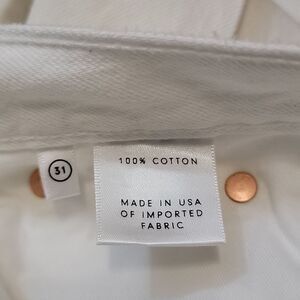 31
100% COTTON
MADE IN USA
OF IMPORTED
FABRIC